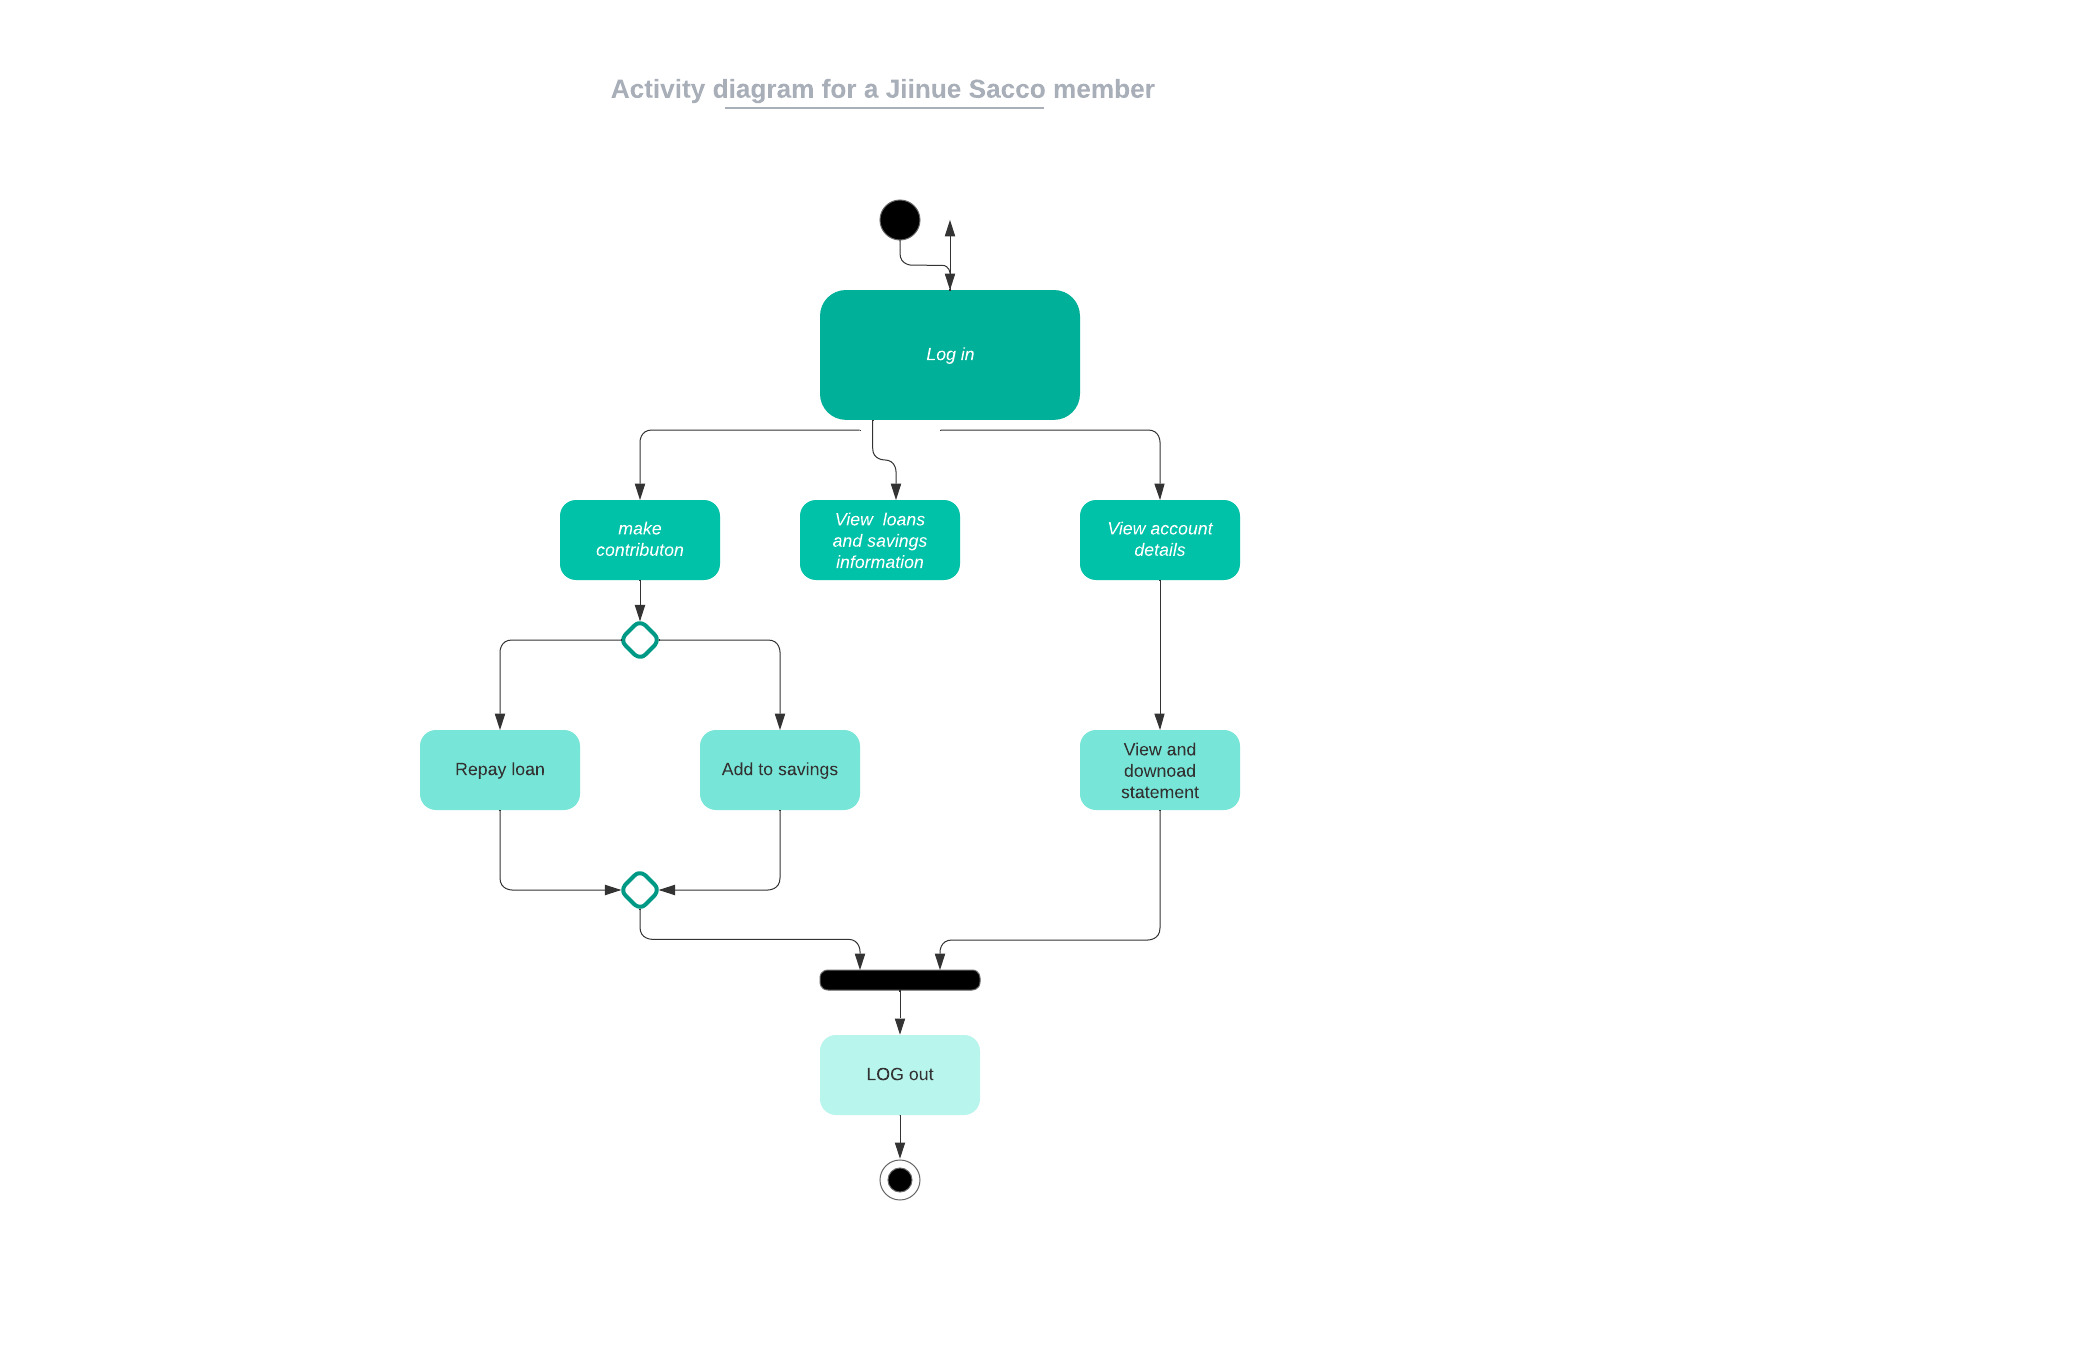 Activity diagram for a Jiinue Sacco member
Log in
make
contributon
View  loans
and savings
information
View account
details
Repay loan
Add to savings
View and
downoad
statement
LOG out